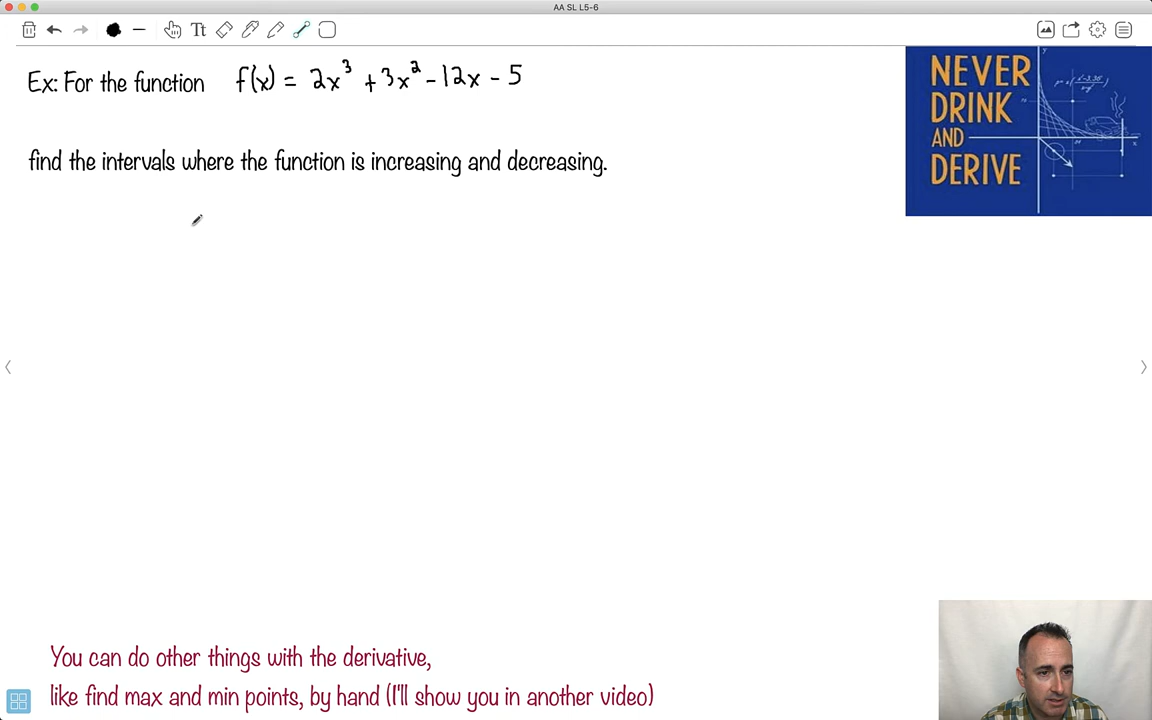 AA SL L5-6
Tt
Ex: For the function f(x) = 2x³ + 3x² - 12x - 5
find the intervals where the function is increasing and decreasing.
NEVER
DRINK
AND
DERIVE
You can do other things with the derivative,
like find max and min points, by hand (I'll show you in another video)